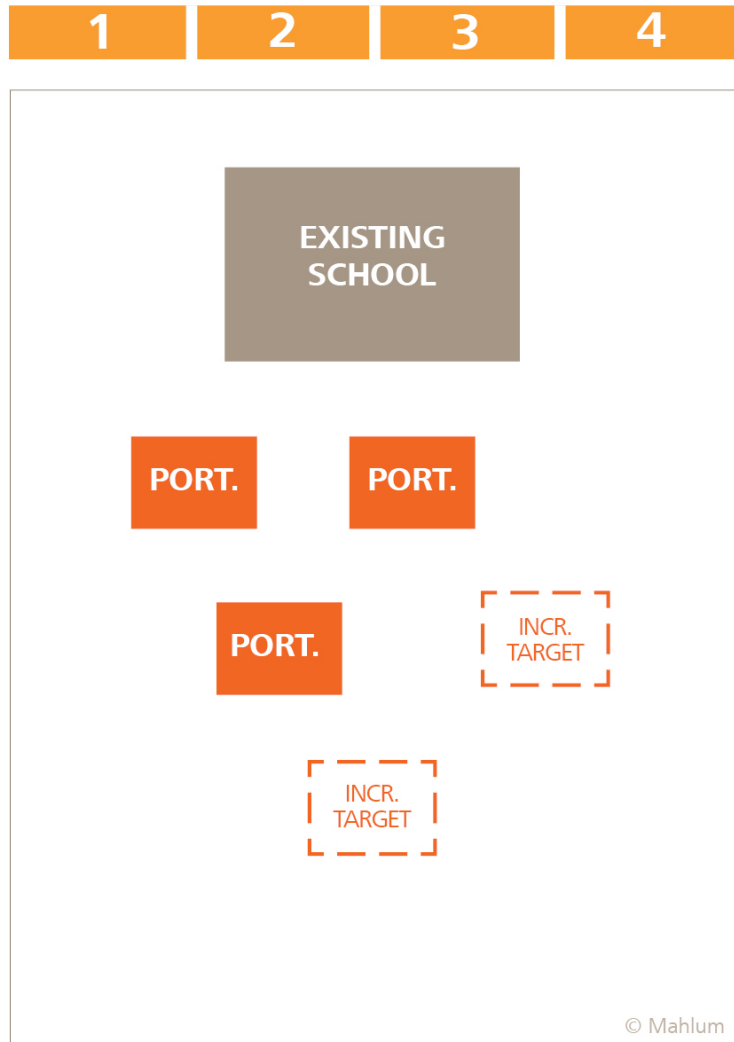 1 2 3 4
EXISTING
SCHOOL
PORT. PORT.
PORT.
INCR.
TARGET
INCR.
TARGET
© Mahlum